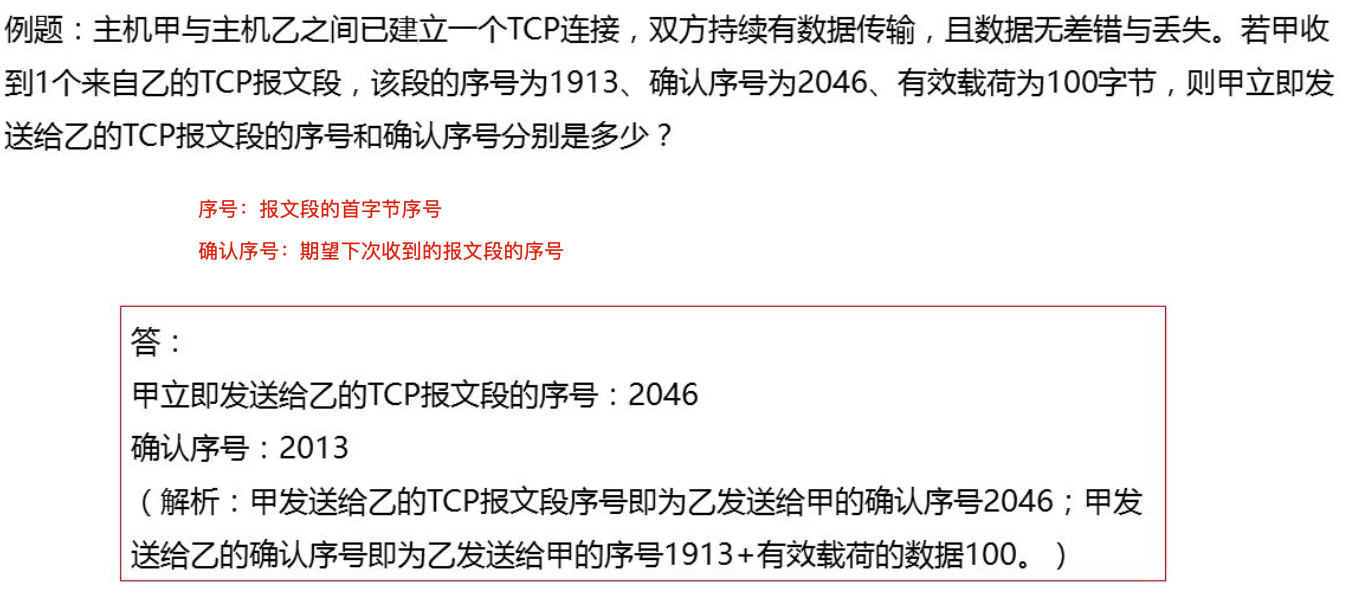 例题：主机甲与主机乙之间已建立一个TCP连接，双方持续有数据传输，且数据无差错与丢失。若甲收
到1个来自乙的TCP报文段，该段的序号为1913、确认序号为2046、有效载荷为100字节，则甲立即发
送给乙的TCP报文段的序号和确认序号分别是多少？
序号：报文段的首字节序号
确认序号：期望下次收到的报文段的序号
答：
甲立即发送给乙的TCP报文段的序号：2046
确认序号：2013
（解析：甲发送给乙的TCP报文段序号即为乙发送给甲的确认序号2046；甲发
送给乙的确认序号即为乙发送给甲的序号1913+有效载荷的数据100。）